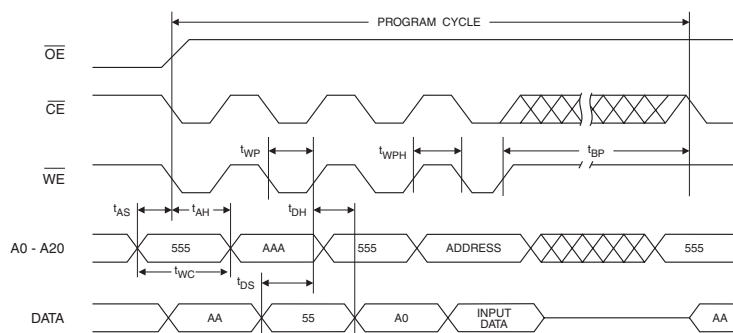 PROGRAM CYCLE
OE
CE
tWP
tWPH
tBP
WE
tAS
tAH
tDH
A0 - A20
555
AAA
555
ADDRESS
555
tWC
tDS
DATA
AA
55
A0
INPUT
DATA
AA